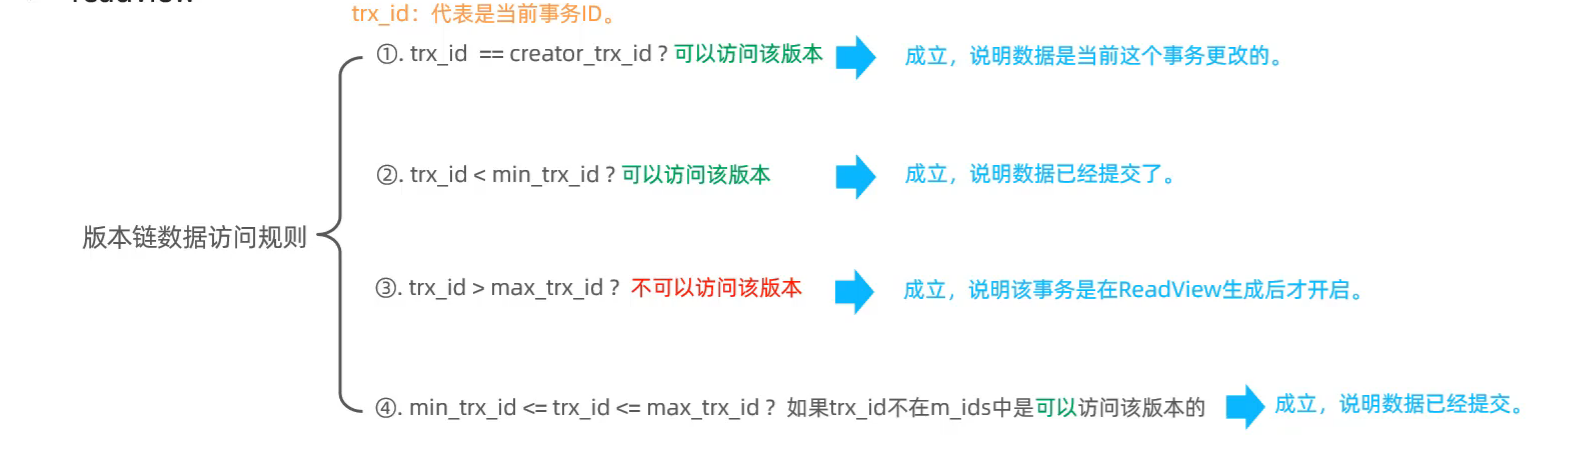 readview
trx_id：代表是当前事务ID。
①. trx_id == creator_trx_id ? 可以访问该版本 成立，说明数据是当前这个事务更改的。
②. trx_id < min_trx_id ? 可以访问该版本 成立，说明数据已经提交了。
版本链数据访问规则
③. trx_id > max_trx_id ? 不可以访问该版本 成立，说明该事务是在ReadView生成后才开启。
④. min_trx_id <= trx_id <= max_trx_id ? 如果trx_id不在m_ids中是可以访问该版本的 成立，说明数据已经提交。